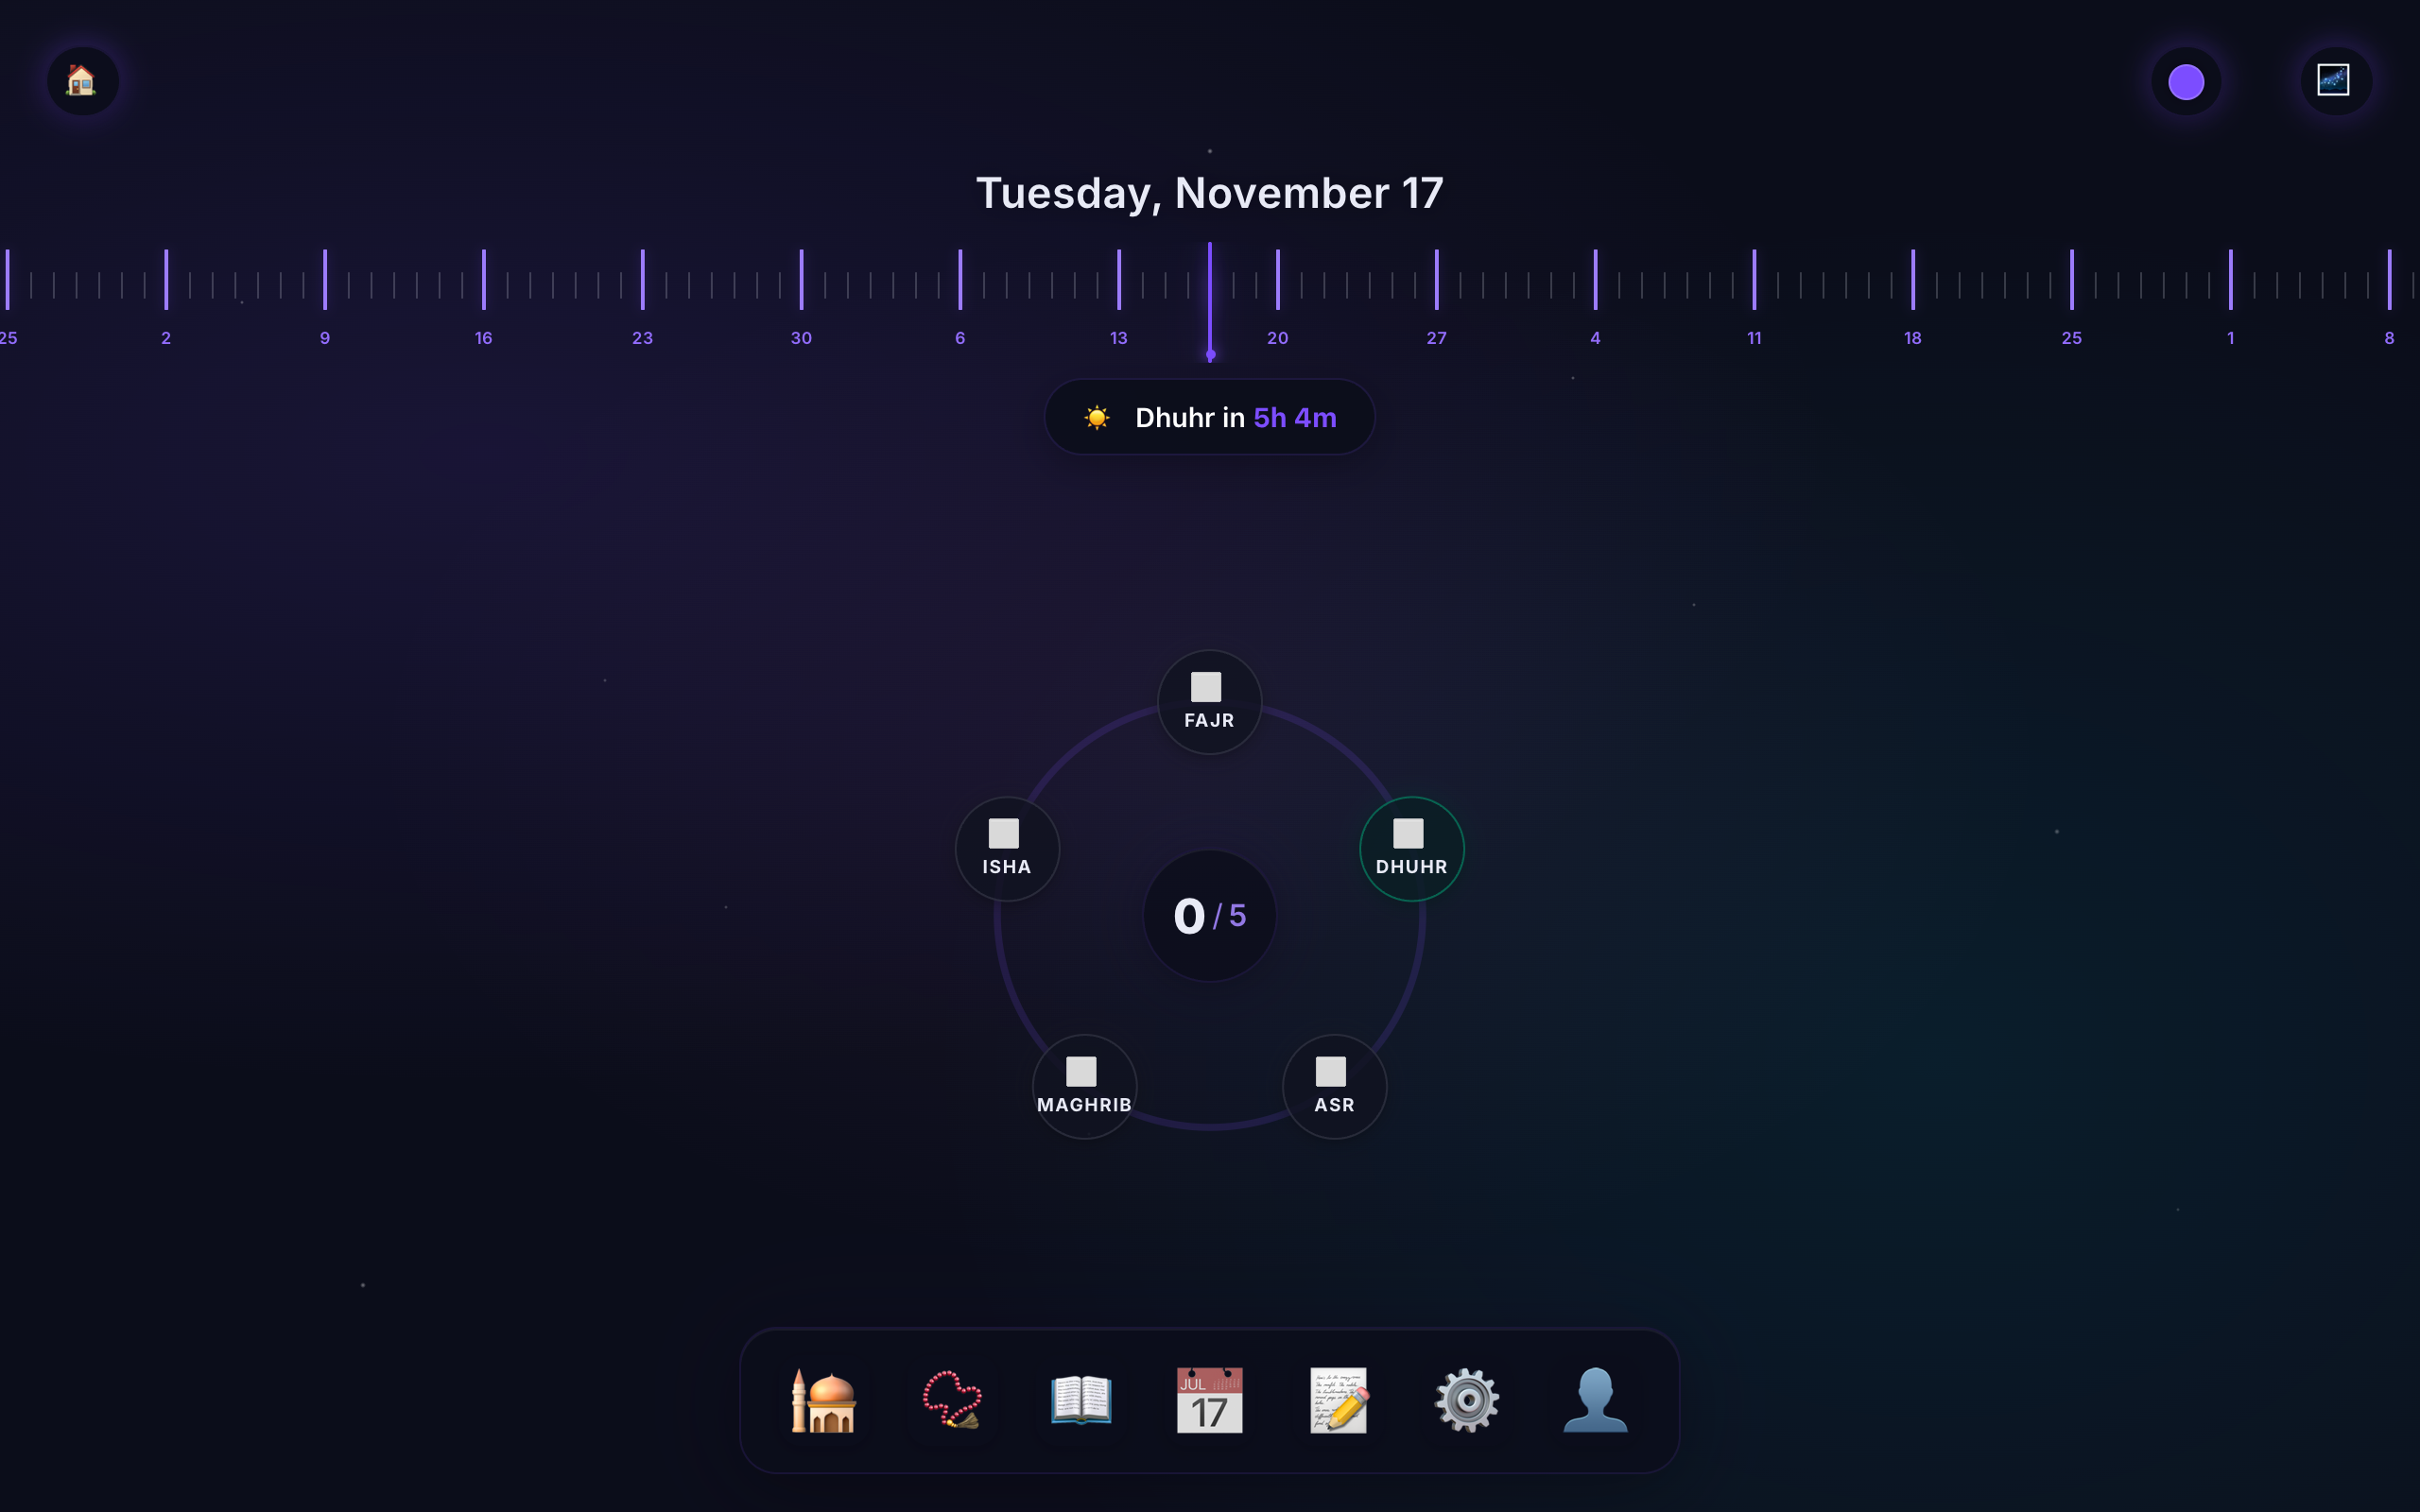 Tuesday, November 17
25 2 9 16 23 30 6 13 20 27 4 11 18 25 1 8
Dhuhr in 5h 4m
FAJR
ISHA
DHUHR
0 / 5
MAGHRIB
ASR
JUL
17